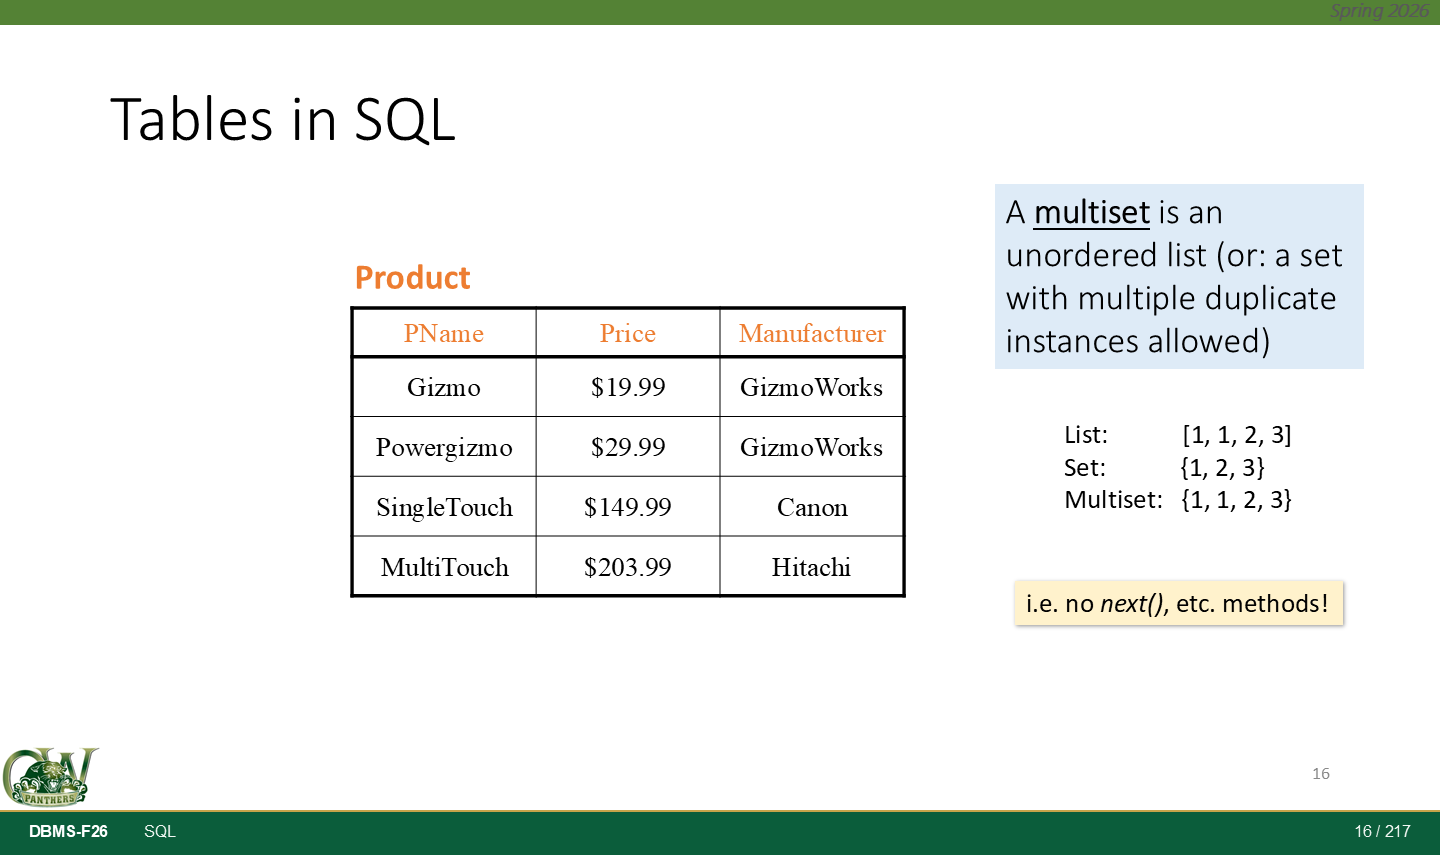 Spring 2026
Tables in SQL
Product
PName Price Manufacturer
Gizmo $19.99 GizmoWorks
Powergizmo $29.99 GizmoWorks
SingleTouch $149.99 Canon
MultiTouch $203.99 Hitachi
A multiset is an
unordered list (or: a set
with multiple duplicate
instances allowed)
List: [1, 1, 2, 3]
Set: {1, 2, 3}
Multiset: {1, 1, 2, 3}
i.e. no next(), etc. methods!
16
OW
PANTHERS
DBMS-F26 SQL 16 / 217